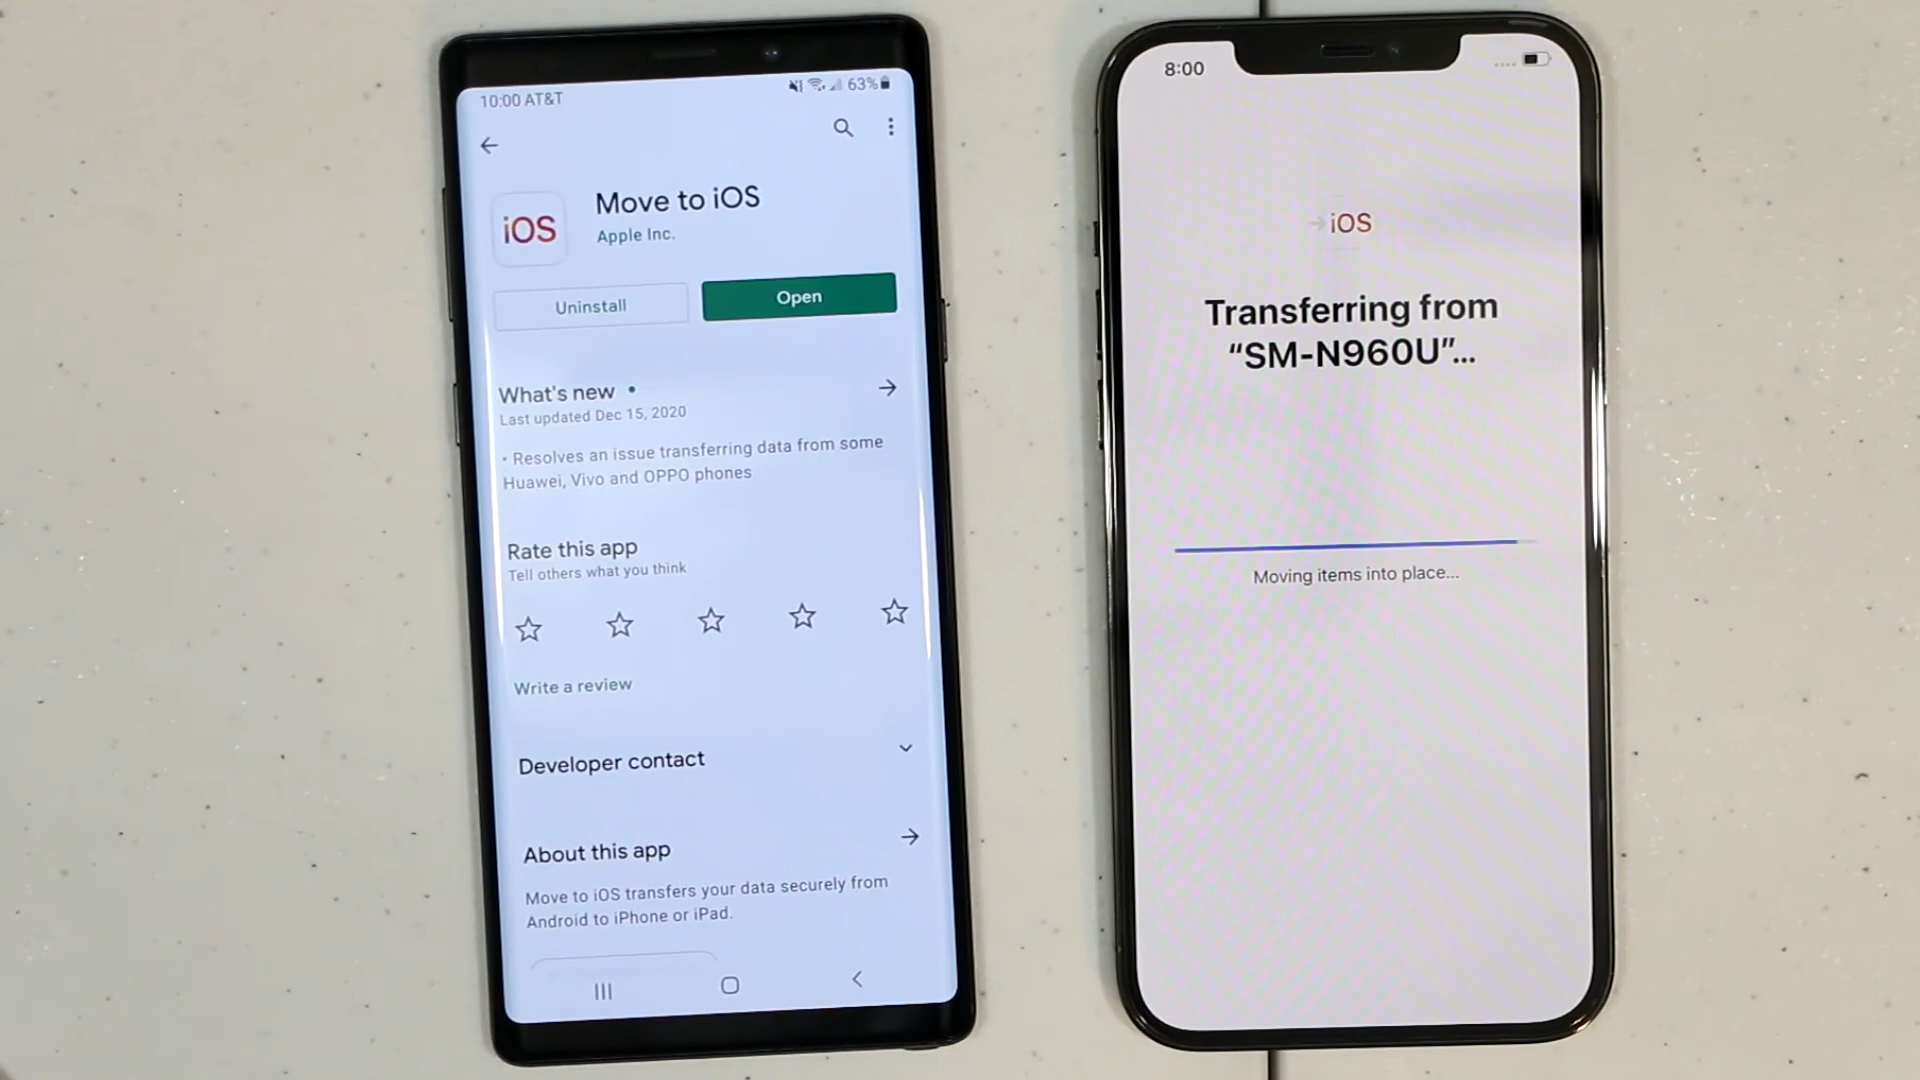 10:00 AT&T
63%
Move to iOS
iOS
Apple Inc.
Uninstall
Open
What's new •
Last updated Dec 15, 2020
• Resolves an issue transferring data from some
Huawei, Vivo and OPPO phones
Rate this app
Tell others what you think
Write a review
Developer contact
About this app
Move to iOS transfers your data securely from
Android to iPhone or iPad.
8:00
iOS
Transferring from
“SM-N960U”...
Moving items into place...